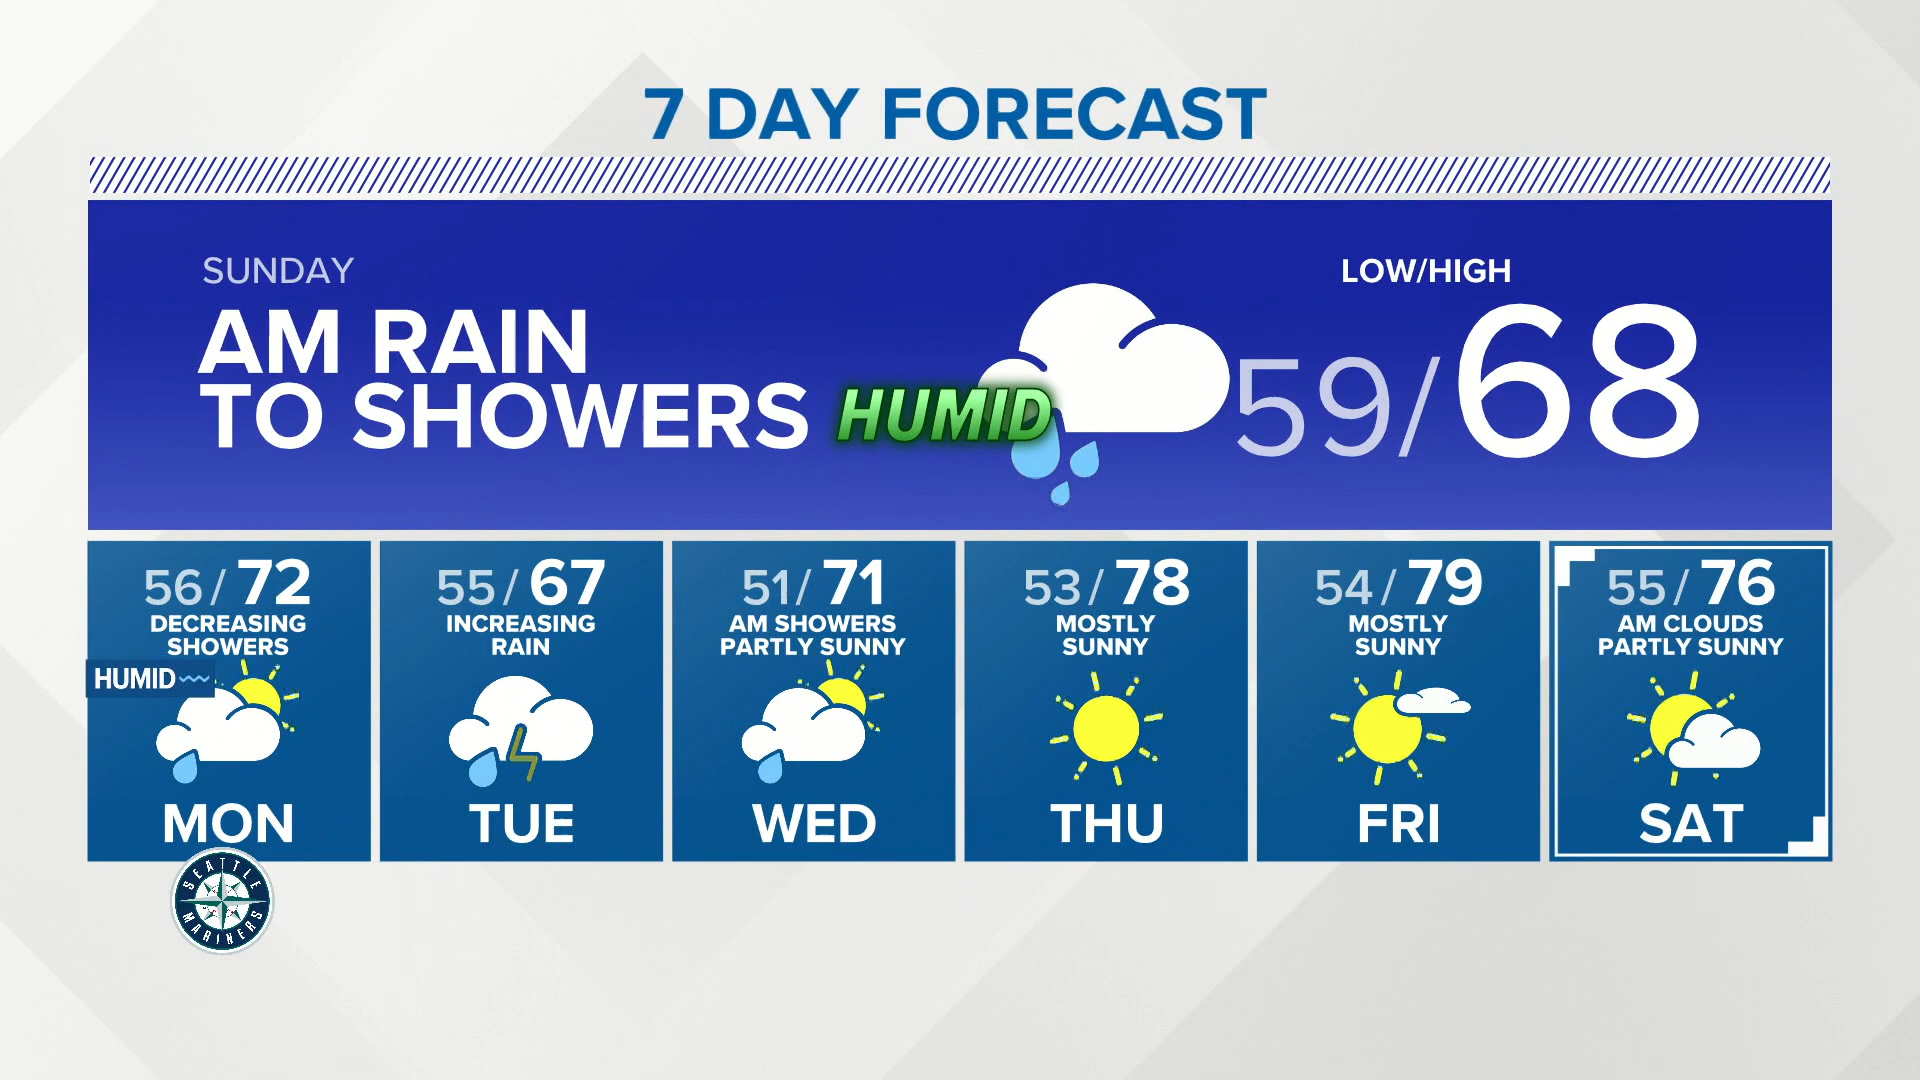 7 DAY FORECAST
SUNDAY
AM RAIN
TO SHOWERS
HUMID
LOW/HIGH
59/68
56/72
DECREASING
SHOWERS
HUMID
MON
55/67
INCREASING
RAIN
TUE
51/71
AM SHOWERS
PARTLY SUNNY
WED
53/78
MOSTLY
SUNNY
THU
54/79
MOSTLY
SUNNY
FRI
55/76
AM CLOUDS
PARTLY SUNNY
SAT
SEATTLE
MARINERS